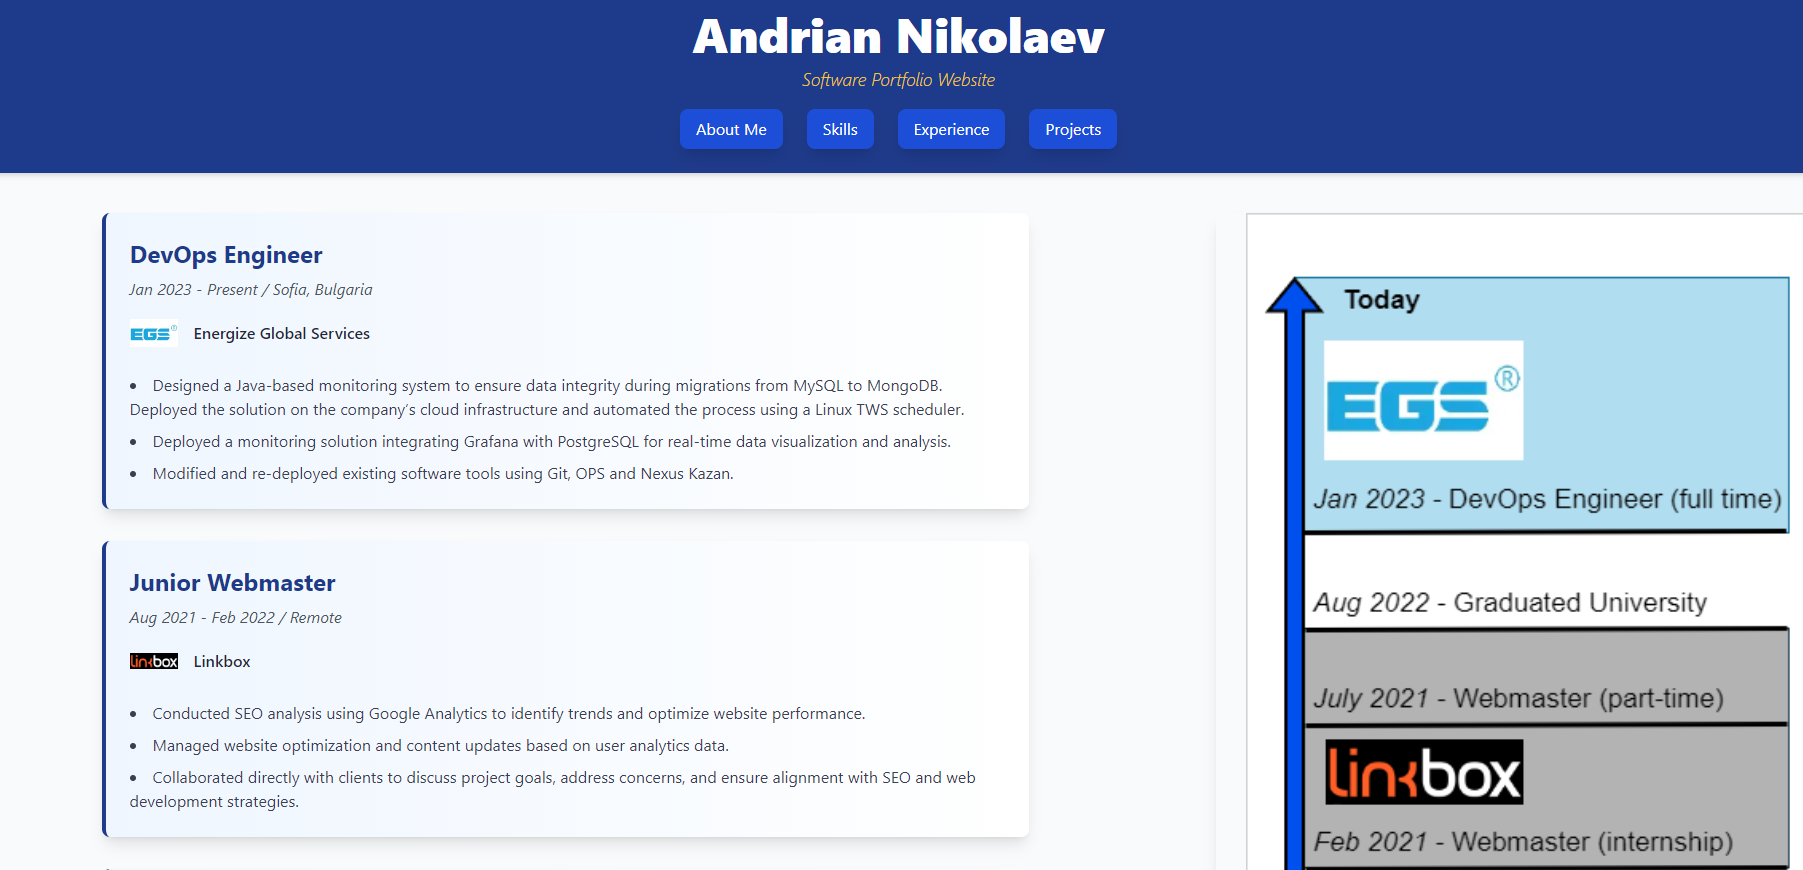 Andrian Nikolaev
Software Portfolio Website
About Me
Skills
Experience
Projects
DevOps Engineer
Jan 2023 - Present / Sofia, Bulgaria
EGS®
Energize Global Services
• Designed a Java-based monitoring system to ensure data integrity during migrations from MySQL to MongoDB.
Deployed the solution on the company’s cloud infrastructure and automated the process using a Linux TWS scheduler.
• Deployed a monitoring solution integrating Grafana with PostgreSQL for real-time data visualization and analysis.
• Modified and re-deployed existing software tools using Git, OPS and Nexus Kazan.
Junior Webmaster
Aug 2021 - Feb 2022 / Remote
linkbox
Linkbox
• Conducted SEO analysis using Google Analytics to identify trends and optimize website performance.
• Managed website optimization and content updates based on user analytics data.
• Collaborated directly with clients to discuss project goals, address concerns, and ensure alignment with SEO and web
development strategies.
Today
EGS®
Jan 2023 - DevOps Engineer (full time)
Aug 2022 - Graduated University
July 2021 - Webmaster (part-time)
linkbox
Feb 2021 - Webmaster (internship)